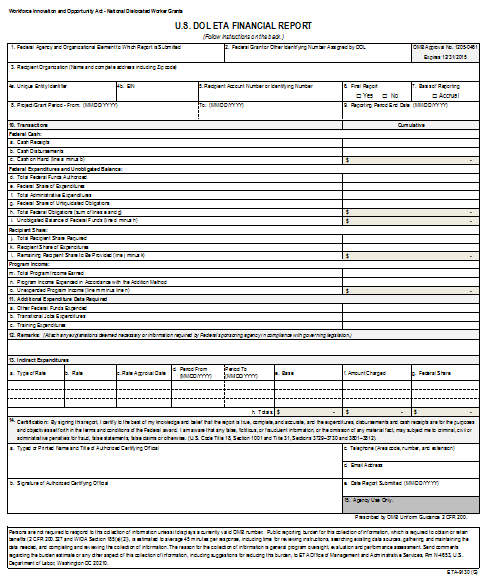 Workforce Innovation and Opportunity Act - National Dislocated Worker Grants
U.S. DOL ETA FINANCIAL REPORT
(Follow instructions on the back.)
1. Federal Agency and Organizational Element to Which Report is Submitted
2. Federal Grant or Other Identifying Number Assigned by DOL
OMB Approval No. 1205-0461
Expires 12/31/2015
3. Recipient Organization (Name and complete address including Zip code)
4a. Unique Entity Identifier
4b. EIN
5. Recipient Account Number or Identifying Number
6. Final Report
□ Yes □ No
7. Basis of Reporting
□ Cash □ Accrual
8. Project/Grant Period - From: (MM/DD/YYYY)
To: (MM/DD/YYYY)
9. Reporting Period End Date (MM/DD/YYYY)
10. Transactions
Cumulative
Federal Cash:
a. Cash Receipts
b. Cash Disbursements
c. Cash on Hand (line a minus b)
$ -
Federal Expenditures and Unobligated Balance:
d. Total Federal Funds Authorized
e. Federal Share of Expenditures
f. Total Administrative Expenditures
g. Federal Share of Unliquidated Obligations
h. Total Federal Obligations (sum of lines e and g)
$ -
i. Unobligated Balance of Federal Funds (line d minus h)
$ -
Recipient Share:
j. Total Recipient Share Required
k. Recipient Share of Expenditures
l. Remaining Recipient Share to Be Provided (line j minus k)
$ -
Program Income:
m. Total Program Income Earned
n. Program Income Expended in Accordance with the Addition Method
o. Unexpended Program Income (line m minus line n)
$ -
11. Additional Expenditure Data Required
a. Other Federal Funds Expended
b. Transitional Jobs Expenditures
c. Training Expenditures
12. Remarks: (Attach any explanations deemed necessary or information required by Federal sponsoring agency in compliance with governing legislation.)
13. Indirect Expenditures
a. Type of Rate
b. Rate
c. Rate Approval Date
d. Period From (MM/DD/YYYY)
Period To (MM/DD/YYYY)
e. Base
f. Amount Charged
g. Federal Share
h. Totals:
$ -
$ -
$ -
14. Certification: By signing this report, I certify to the best of my knowledge and belief that the report is true, complete, and accurate, and the expenditures, disbursements and cash receipts are for the purposes
and objectives set forth in the terms and conditions of the Federal award. I am aware that any false, fictitious, or fraudulent information, or the omission of any material fact, may subject me to criminal, civil or
administrative penalties for fraud, false statements, false claims or otherwise. (U.S. Code Title 18, Section 1001 and Title 31, Sections 3729-3730 and 3801-3812).
a. Typed or Printed Name and Title of Authorized Certifying Official
c. Telephone (Area code, number, and extension)
d. Email Address
b. Signature of Authorized Certifying Official
e. Date Report Submitted (MM/DD/YYYY)
15. Agency Use Only:
Prescribed by OMB Uniform Guidance 2 CFR 200.
Persons are not required to respond to this collection of information unless it displays a currently valid OMB number. Public reporting burden for this collection of information, which is required to obtain or retain
benefits (2 CFR 200.327 and WIOA Section 185(e)(2)), is estimated to average 45 minutes per response, including time for reviewing instructions, searching existing data sources, gathering and maintaining the
data needed, and completing and reviewing the collection of information. The reason for the collection of information is general program oversight, evaluation and performance assessment. Send comments
regarding the burden estimate or any other aspect of this collection of information, including suggestions for reducing this burden, to ETA Office of Management and Administrative Services, Rm N-4653, U.S.
Department of Labor, Washington DC 20210.
ETA-9130 (G)